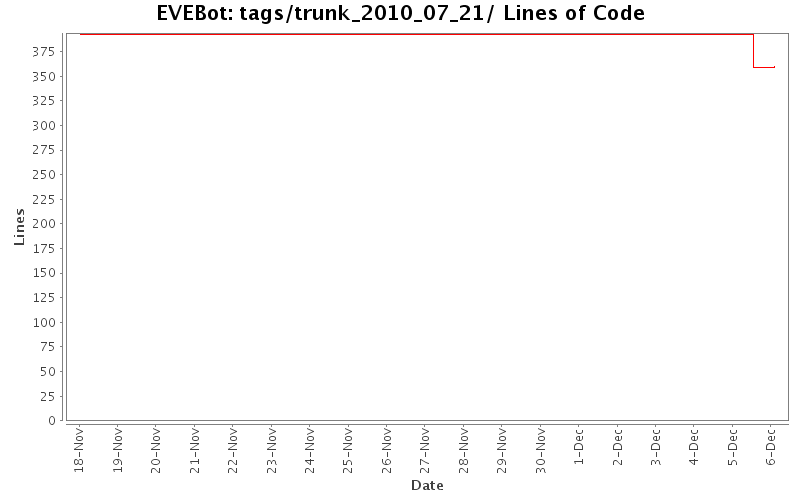 EVEBot: tags/trunk_2010_07_21/ Lines of Code
Lines
375
350
325
300
275
250
225
200
175
150
125
100
75
50
25
0
18-Nov
19-Nov
20-Nov
21-Nov
22-Nov
23-Nov
24-Nov
25-Nov
26-Nov
27-Nov
28-Nov
29-Nov
30-Nov
1-Dec
2-Dec
3-Dec
4-Dec
5-Dec
6-Dec
Date